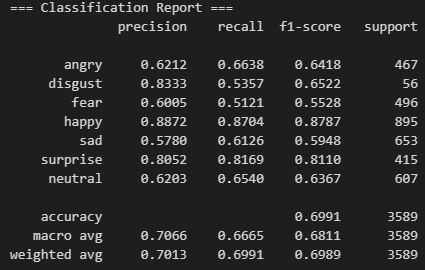 === Classification Report ===
precision recall f1-score support
angry 0.6212 0.6638 0.6418 467
disgust 0.8333 0.5357 0.6522 56
fear 0.6005 0.5121 0.5528 496
happy 0.8872 0.8704 0.8787 895
sad 0.5780 0.6126 0.5948 653
surprise 0.8052 0.8169 0.8110 415
neutral 0.6203 0.6540 0.6367 607
accuracy 0.6991 3589
macro avg 0.7066 0.6665 0.6811 3589
weighted avg 0.7013 0.6991 0.6989 3589